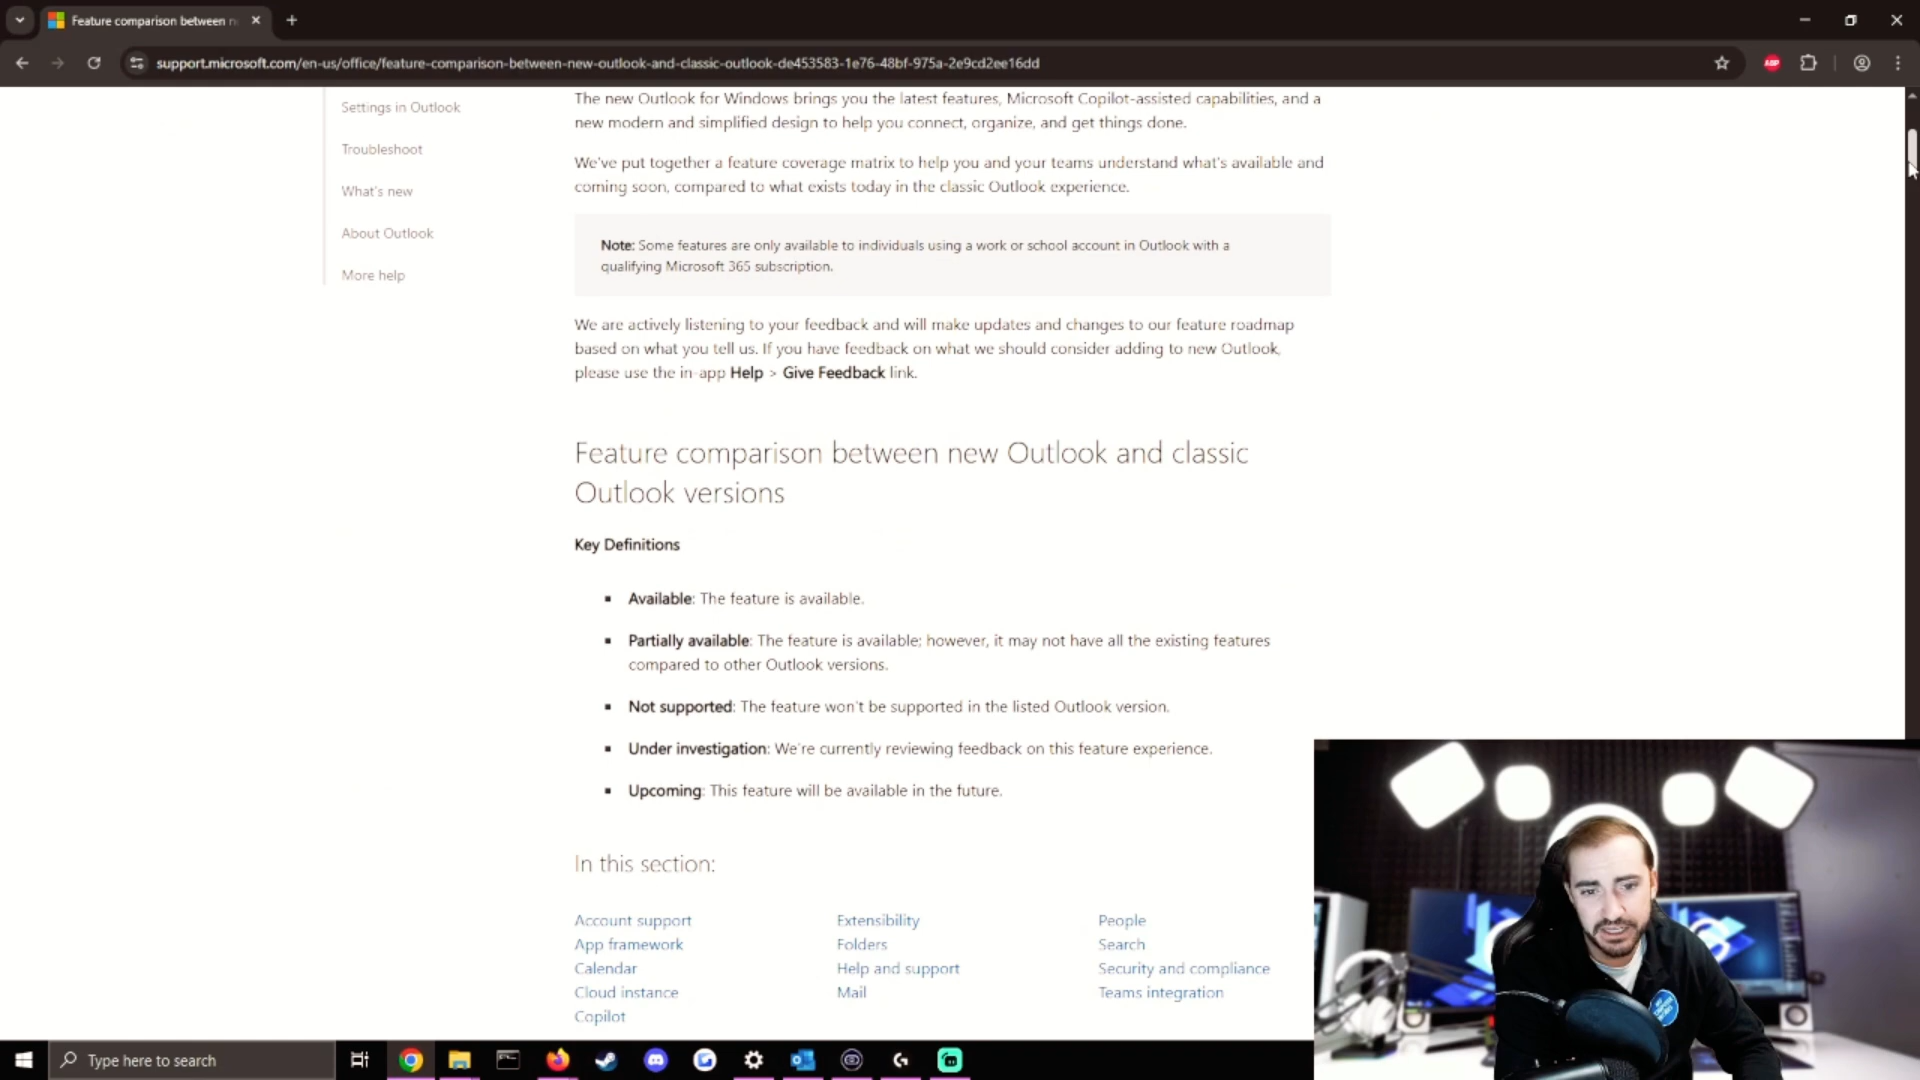 Feature comparison between n
support.microsoft.com/en-us/office/feature-comparison-between-new-outlook-and-classic-outlook-de453583-1e76-48bf-975a-2e9cd2ee16dd
ABP
Settings in Outlook
Troubleshoot
What's new
About Outlook
More help
The new Outlook for Windows brings you the latest features, Microsoft Copilot-assisted capabilities, and a
new modern and simplified design to help you connect, organize, and get things done.
We've put together a feature coverage matrix to help you and your teams understand what's available and
coming soon, compared to what exists today in the classic Outlook experience.
Note: Some features are only available to individuals using a work or school account in Outlook with a
qualifying Microsoft 365 subscription.
We are actively listening to your feedback and will make updates and changes to our feature roadmap
based on what you tell us. If you have feedback on what we should consider adding to new Outlook,
please use the in-app Help > Give Feedback link.
Feature comparison between new Outlook and classic
Outlook versions
Key Definitions
▪ Available: The feature is available.
▪ Partially available: The feature is available; however, it may not have all the existing features
compared to other Outlook versions.
▪ Not supported: The feature won't be supported in the listed Outlook version.
▪ Under investigation: We're currently reviewing feedback on this feature experience.
▪ Upcoming: This feature will be available in the future.
In this section:
Account support
App framework
Calendar
Cloud instance
Copilot
Extensibility
Folders
Help and support
Mail
People
Search
Security and compliance
Teams integration
Type here to search